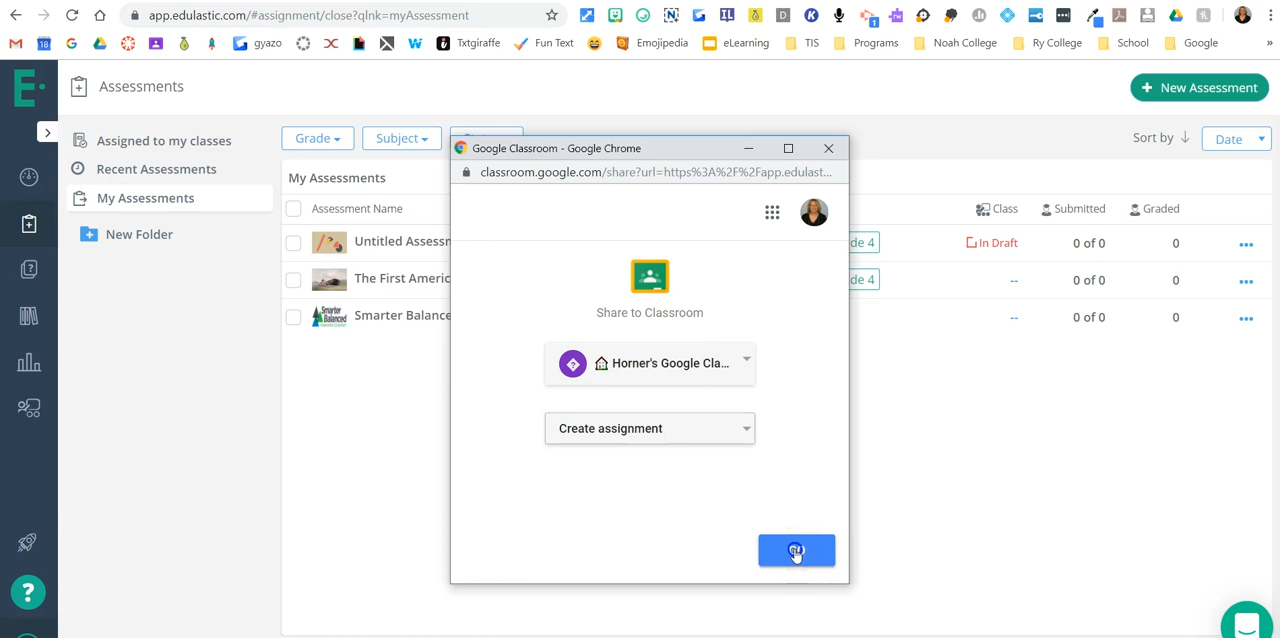 app.edulastic.com/#assignment/close?qlnk=myAssessment
gyazo
Txtgiraffe
Fun Text
Emojipedia
eLearning
TIS
Programs
Noah College
Ry College
School
Google
»
E
Assessments
+ New Assessment
Assigned to my classes
Recent Assessments
My Assessments
New Folder
Grade
Subject
Sort by
Date
My Assessments
Assessment Name
Class
Submitted
Graded
Untitled Assessn
de 4
In Draft
0 of 0
0
The First Americ
de 4
--
0 of 0
0
Smarter Balanced
Smarter Balance
--
0 of 0
0
Google Classroom - Google Chrome
classroom.google.com/share?url=https%3A%2F%2Fapp.edulast...
Share to Classroom
Horner's Google Cla...
Create assignment
?